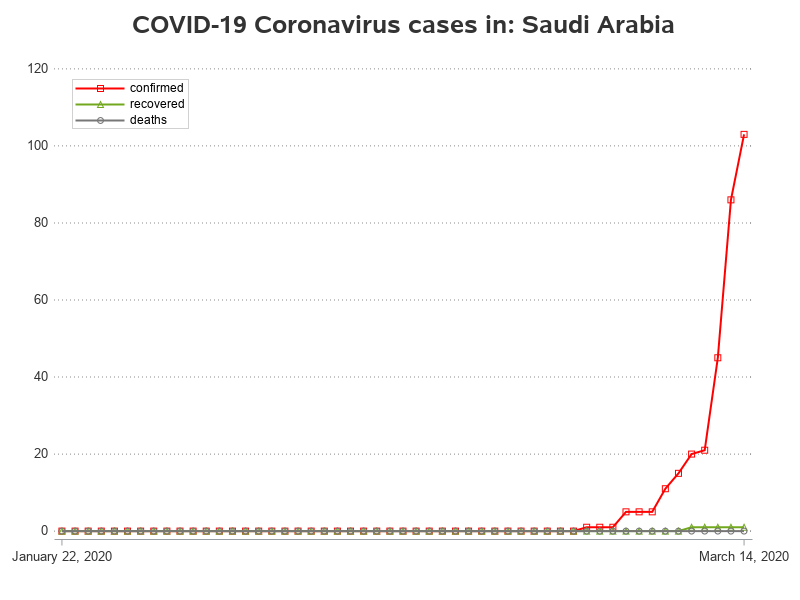 COVID-19 Coronavirus cases in: Saudi Arabia
120
confirmed
recovered
deaths
100
80
60
40
20
0
January 22, 2020
March 14, 2020